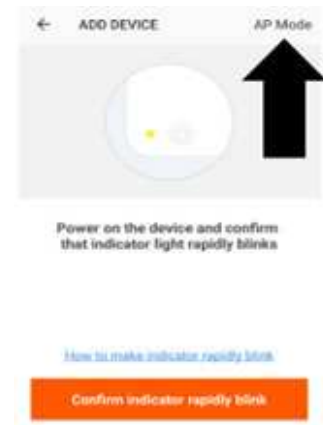 ← ADD DEVICE AP Mode
Power on the device and confirm
that indicator light rapidly blinks
How to make indicator rapidly blink
Confirm indicator rapidly blink